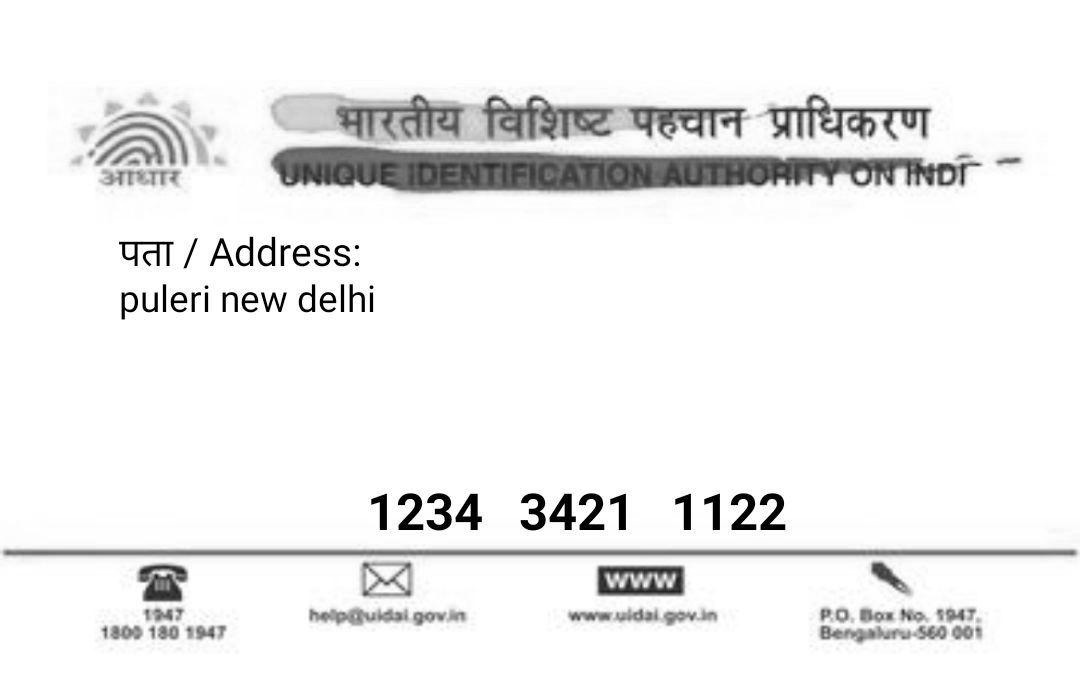 आधार
भारतीय विशिष्ट पहचान प्राधिकरण
UNIQUE IDENTIFICATION AUTHORITY ON INDI
पता / Address:
puleri new delhi
1234 3421 1122
1947
1800 180 1947
help@uidai.gov.in
WWW
www.uidai.gov.in
P.O. Box No. 1947,
Bengaluru-560 001